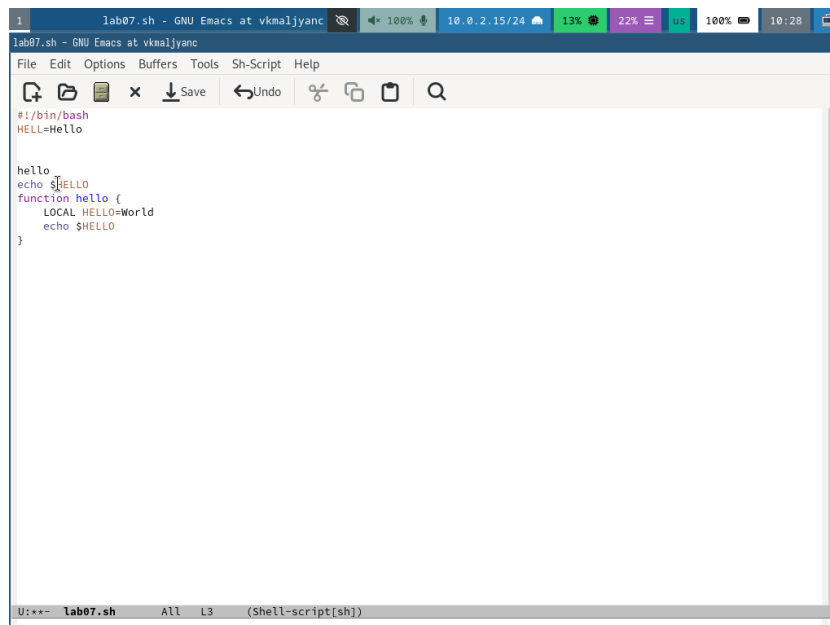 1 lab07.sh - GNU Emacs at vkmaljyanc 100% 10.0.2.15/24 13% 22% us 100% 10:28
lab07.sh - GNU Emacs at vkmaljyanc
File Edit Options Buffers Tools Sh-Script Help
Save Undo
#!/bin/bash
HELL=Hello
hello
echo $HELLO
function hello {
    LOCAL HELLO=World
    echo $HELLO
}
U:**- lab07.sh All L3 (Shell-script[sh])